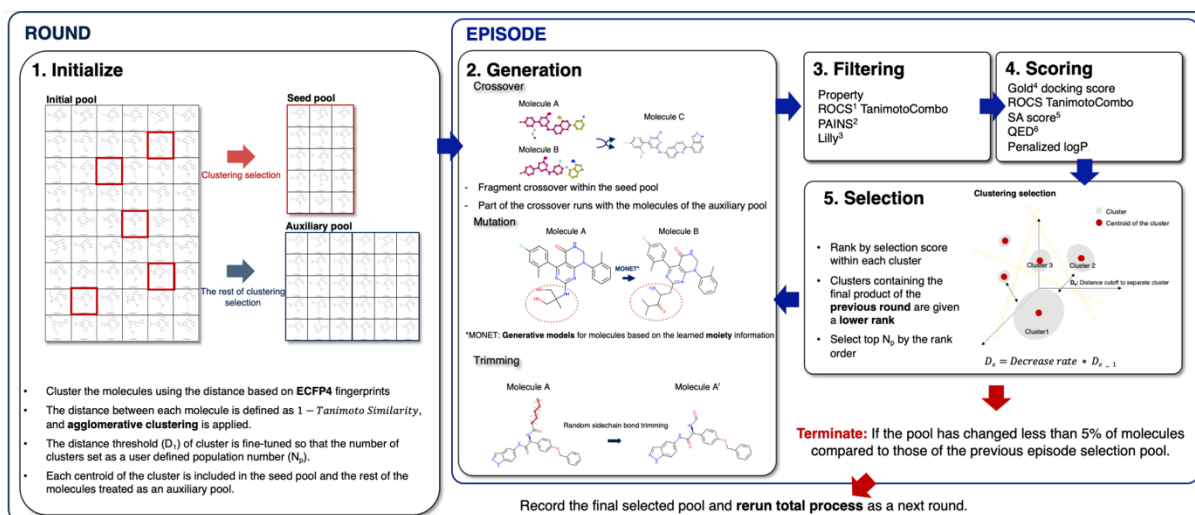 ROUND
1. Initialize
Initial pool
Seed pool
Clustering selection
Auxiliary pool
The rest of clustering
selection
• Cluster the molecules using the distance based on ECFP4 fingerprints
• The distance between each molecule is defined as 1 − Tanimoto Similarity,
and agglomerative clustering is applied.
• The distance threshold (D1) of cluster is fine-tuned so that the number of
clusters set as a user defined population number (Np).
• Each centroid of the cluster is included in the seed pool and the rest of the
molecules treated as an auxiliary pool.
EPISODE
2. Generation
Crossover
Molecule A
Molecule B
Molecule C
- Fragment crossover within the seed pool
- Part of the crossover runs with the molecules of the auxiliary pool
Mutation
Molecule A
Molecule B
MONET*
*MONET: Generative models for molecules based on the learned moiety information
Trimming
Molecule A
Molecule A'
Random sidechain bond trimming
3. Filtering
Property
ROCS1 TanimotoCombo
PAINS2
Lilly3
4. Scoring
Gold4 docking score
ROCS TanimotoCombo
SA score5
QED6
Penalized logP
5. Selection
• Rank by selection score
within each cluster
• Clusters containing the
final product of the
previous round are given
a lower rank
• Select top Np by the rank
order
Clustering selection
Cluster
Centroid of the cluster
Cluster 3
Cluster 2
De: Distance cutoff to separate cluster
Cluster1
De = Decrease rate * De−1
Terminate: If the pool has changed less than 5% of molecules
compared to those of the previous episode selection pool.
Record the final selected pool and rerun total process as a next round.